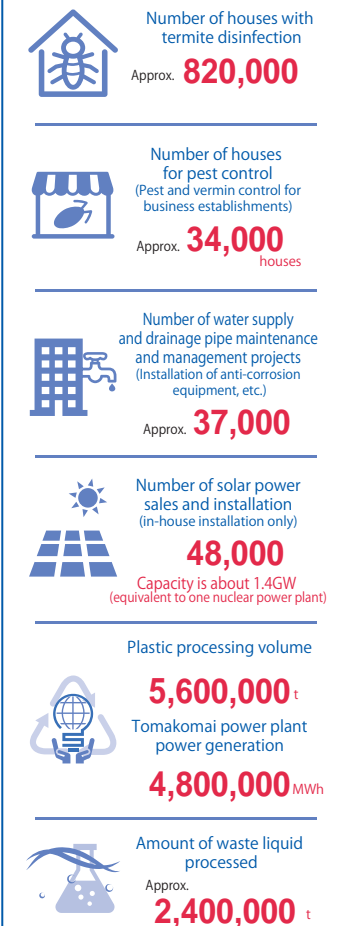 Number of houses with
termite disinfection
Approx. 820,000
Number of houses
for pest control
(Pest and vermin control for
business establishments)
Approx. 34,000
houses
Number of water supply
and drainage pipe maintenance
and management projects
(Installation of anti-corrosion
equipment, etc.)
Approx. 37,000
Number of solar power
sales and installation
(in-house installation only)
48,000
Capacity is about 1.4GW
(equivalent to one nuclear power plant)
Plastic processing volume
5,600,000 t
Tomakomai power plant
power generation
4,800,000 MWh
Amount of waste liquid
processed
Approx.
2,400,000 t